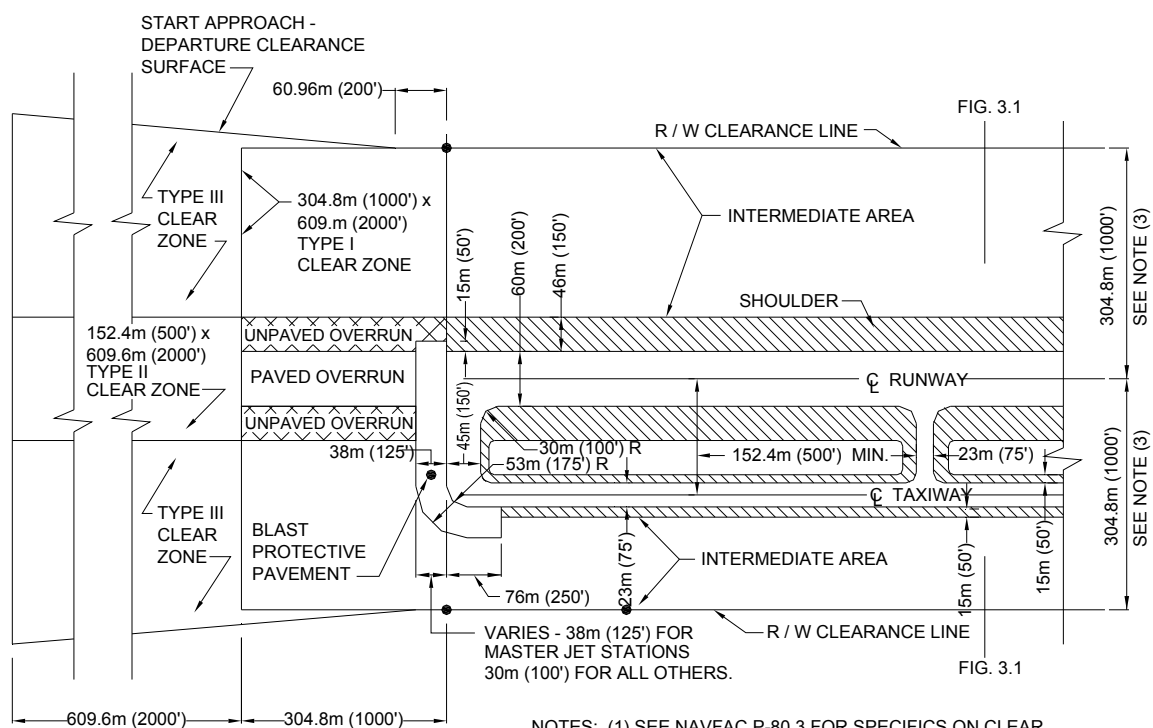 START APPROACH -
DEPARTURE CLEARANCE
SURFACE
60.96m (200')
FIG. 3.1
R / W CLEARANCE LINE
TYPE III
CLEAR
ZONE
304.8m (1000') x
609.m (2000')
TYPE I
CLEAR ZONE
INTERMEDIATE AREA
15m (50')
60m (200')
46m (150')
SHOULDER
304.8m (1000')
SEE NOTE (3)
152.4m (500') x
609.6m (2000')
TYPE II
CLEAR ZONE
UNPAVED OVERRUN
PAVED OVERRUN
UNPAVED OVERRUN
℄ RUNWAY
45m (150')
38m (125')
30m (100') R
53m (175') R
152.4m (500') MIN.
23m (75')
℄ TAXIWAY
304.8m (1000')
SEE NOTE (3)
TYPE III
CLEAR
ZONE
BLAST
PROTECTIVE
PAVEMENT
23m (75')
INTERMEDIATE AREA
15m (50')
15m (50')
76m (250')
VARIES - 38m (125') FOR
MASTER JET STATIONS
30m (100') FOR ALL OTHERS.
R / W CLEARANCE LINE
FIG. 3.1
609.6m (2000')
304.8m (1000')